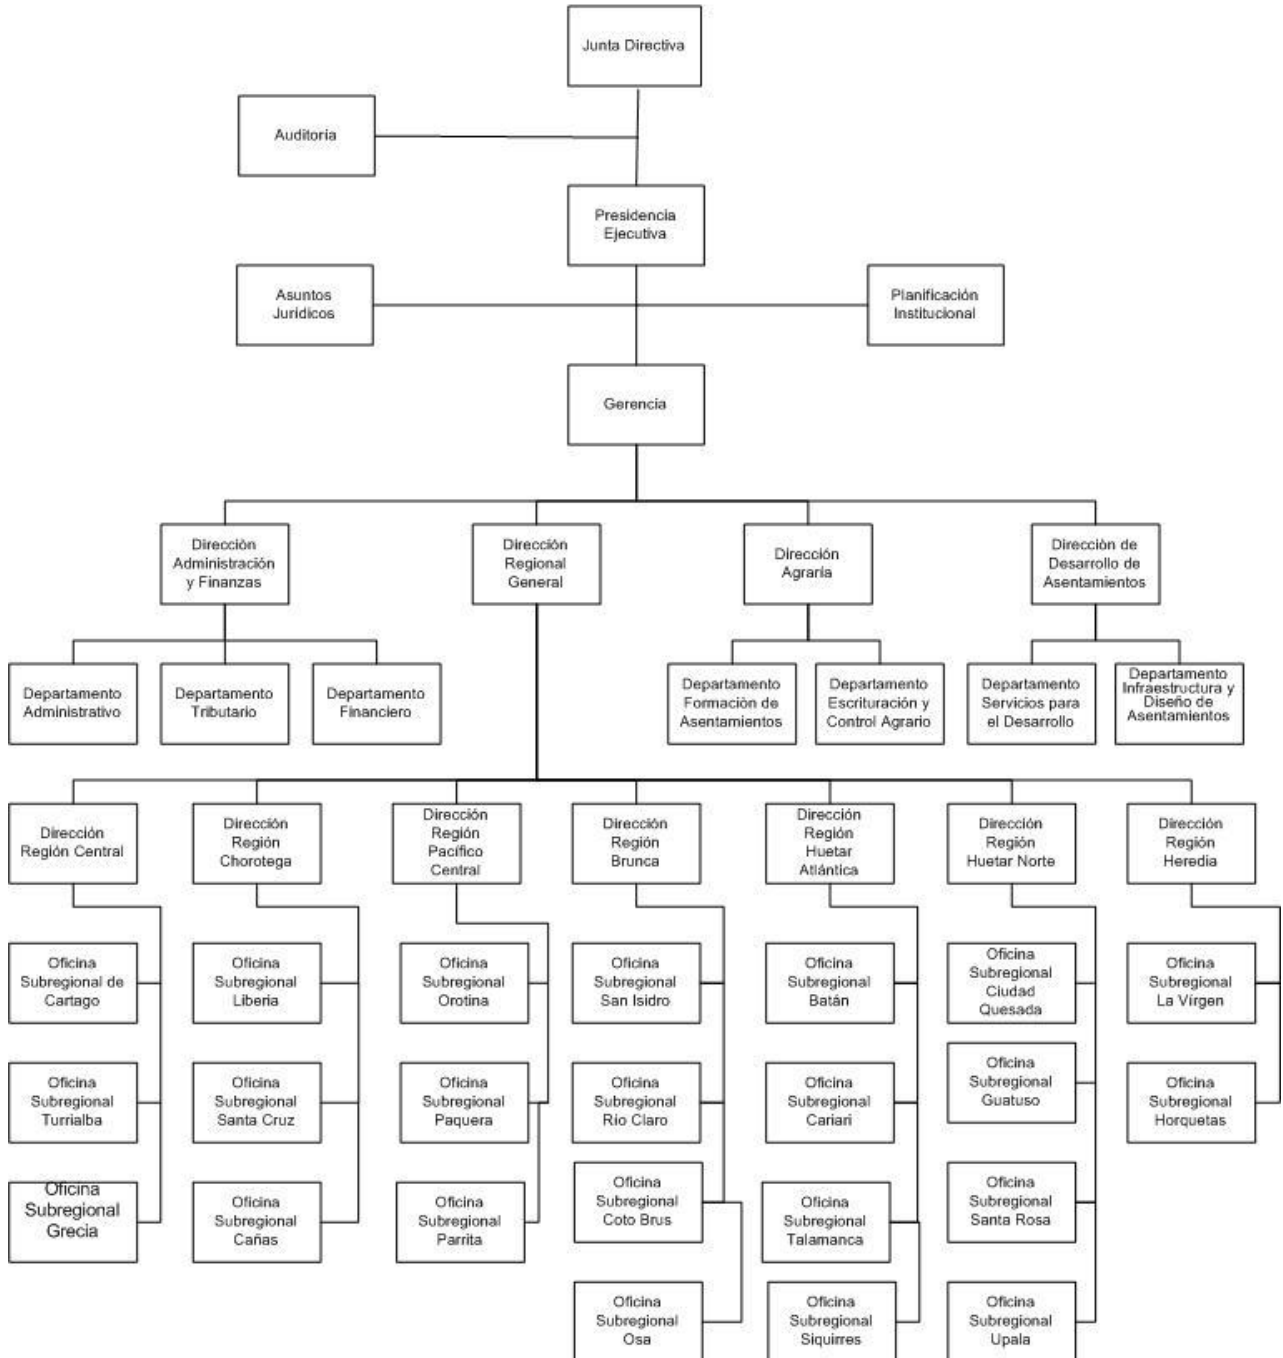 Junta Directiva
Auditoría
Presidencia
Ejecutiva
Asuntos
Jurídicos
Planificación
Institucional
Gerencia
Direcciòn
Administración
y Finanzas
Dirección
Regional
General
Dirección
Agraría
Direcciòn de
Desarrollo de
Asentamientos
Departamento
Administrativo
Departamento
Tributario
Departamento
Financiero
Departamento
Formaciòn de
Asentamientos
Departamento
Escrituración y
Control Agrario
Departamento
Servicios para
el Desarrollo
Departamento
Infraestructura y
Diseño de
Asentamientos
Dirección
Región Central
Dirección
Región
Chorotega
Dirección
Región
Pacífico
Central
Dirección
Región
Brunca
Dirección
Región
Huetar
Atlántica
Dirección
Región
Huetar Norte
Dirección
Región
Heredia
Oficina
Subregional de
Cartago
Oficina
Subregional
Liberia
Oficina
Subregional
Orotina
Oficina
Subregional
San Isidro
Oficina
Subregional
Batán
Oficina
Subregional
Ciudad
Quesada
Oficina
Subregional
La Vírgen
Oficina
Subregional
Turrialba
Oficina
Subregional
Santa Cruz
Oficina
Subregional
Paquera
Oficina
Subregional
Río Claro
Oficina
Subregional
Cariari
Oficina
Subregional
Guatuso
Oficina
Subregional
Horquetas
Oficina
Subregional
Grecia
Oficina
Subregional
Cañas
Oficina
Subregional
Parrita
Oficina
Subregional
Coto Brus
Oficina
Subregional
Talamanca
Oficina
Subregional
Santa Rosa
Oficina
Subregional
Osa
Oficina
Subregional
Siquirres
Oficina
Subregional
Upala